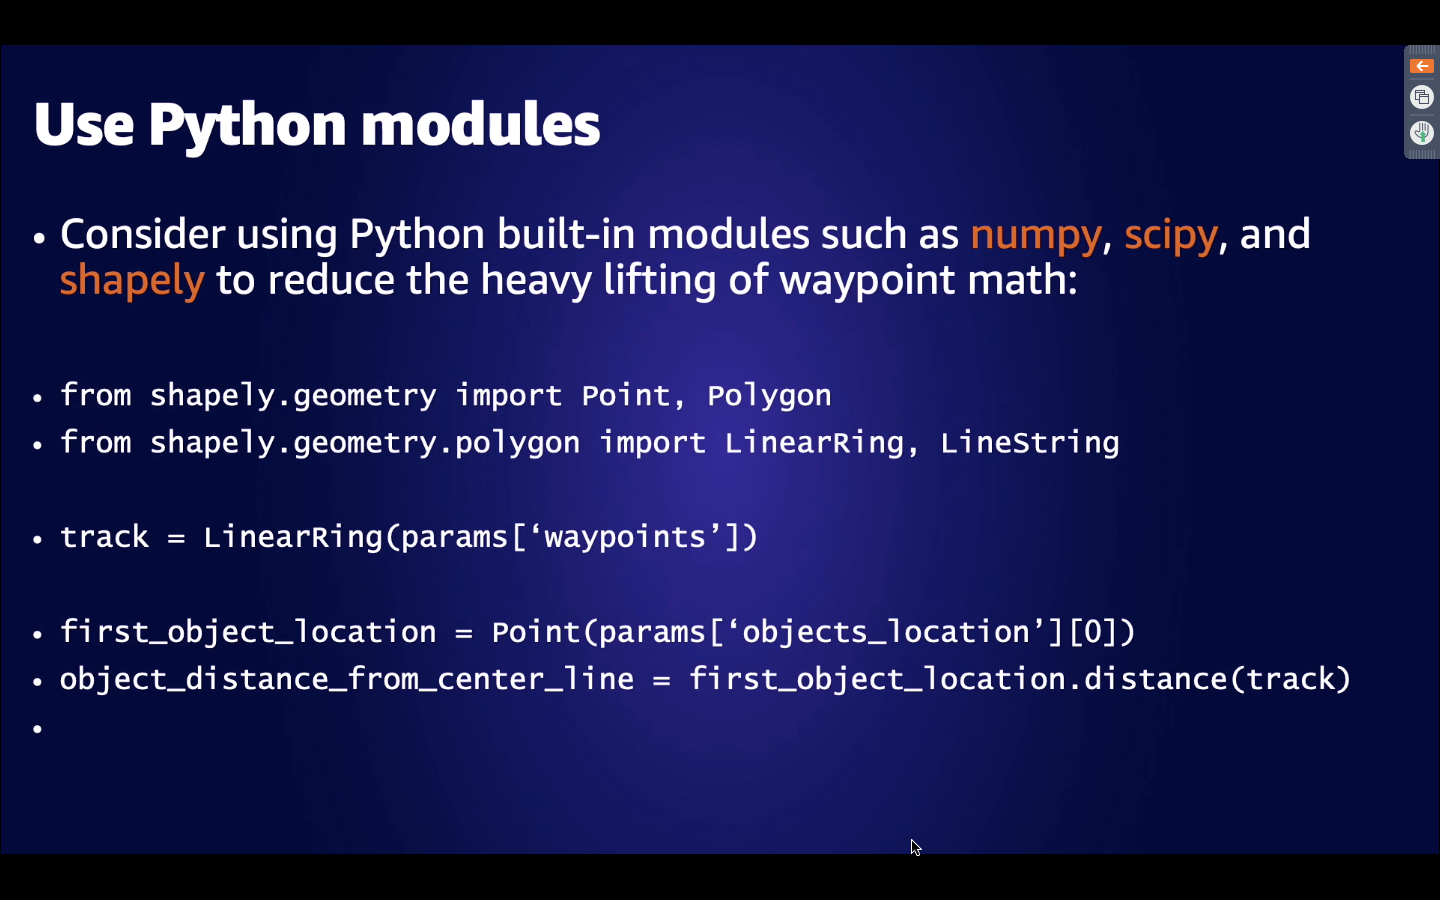 Use Python modules
• Consider using Python built-in modules such as numpy, scipy, and
shapely to reduce the heavy lifting of waypoint math:
• from shapely.geometry import Point, Polygon
• from shapely.geometry.polygon import LinearRing, LineString
• track = LinearRing(params[‘waypoints’])
• first_object_location = Point(params[‘objects_location’][0])
• object_distance_from_center_line = first_object_location.distance(track)
•